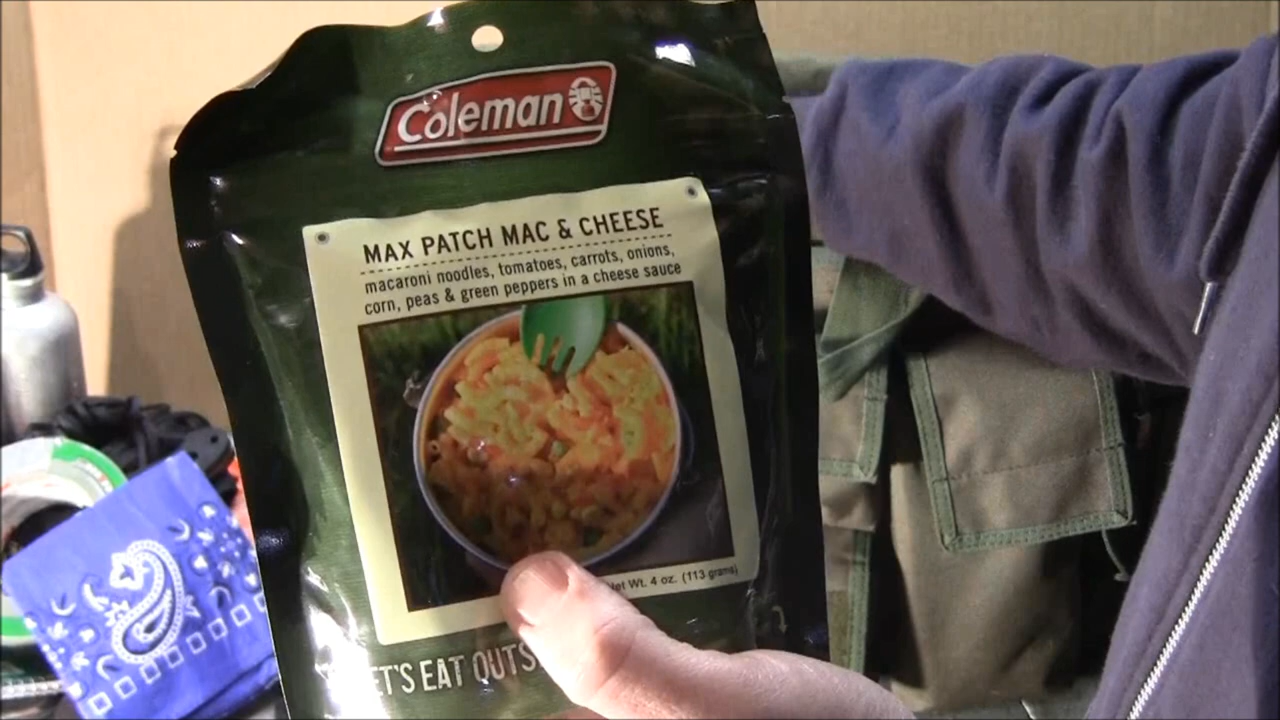 Coleman
MAX PATCH MAC & CHEESE
macaroni noodles, tomatoes, carrots, onions,
corn, peas & green peppers in a cheese sauce
Net Wt. 4 oz. (113 grams)
LET'S EAT OUTS